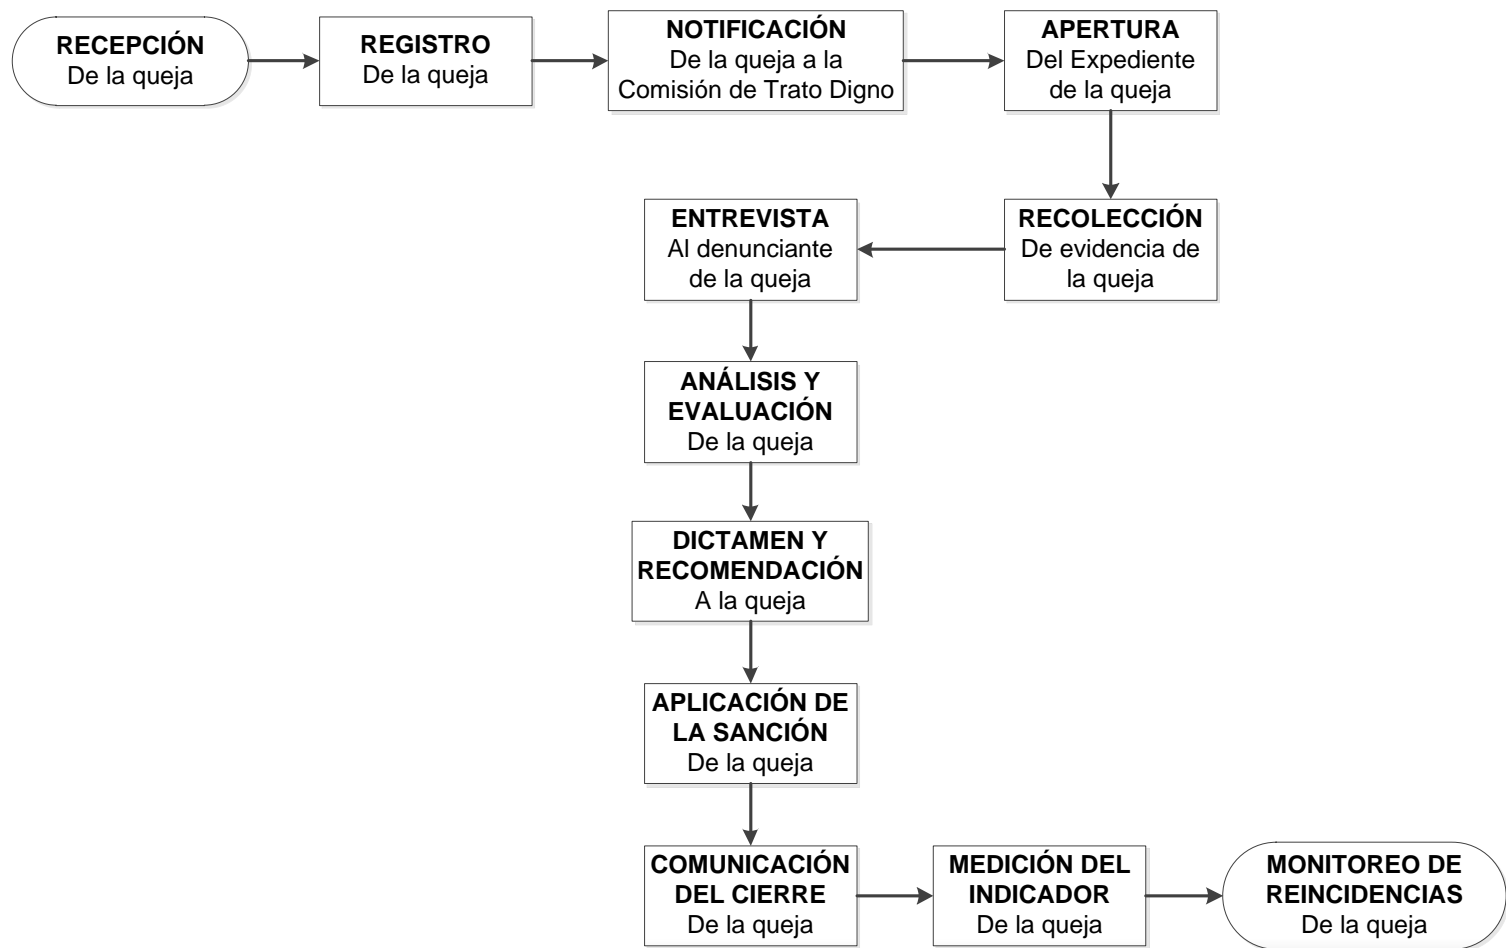 RECEPCIÓN
De la queja
REGISTRO
De la queja
NOTIFICACIÓN
De la queja a la
Comisión de Trato Digno
APERTURA
Del Expediente
de la queja
RECOLECCIÓN
De evidencia de
la queja
ENTREVISTA
Al denunciante
de la queja
ANÁLISIS Y
EVALUACIÓN
De la queja
DICTAMEN Y
RECOMENDACIÓN
A la queja
APLICACIÓN DE
LA SANCIÓN
De la queja
COMUNICACIÓN
DEL CIERRE
De la queja
MEDICIÓN DEL
INDICADOR
De la queja
MONITOREO DE
REINCIDENCIAS
De la queja